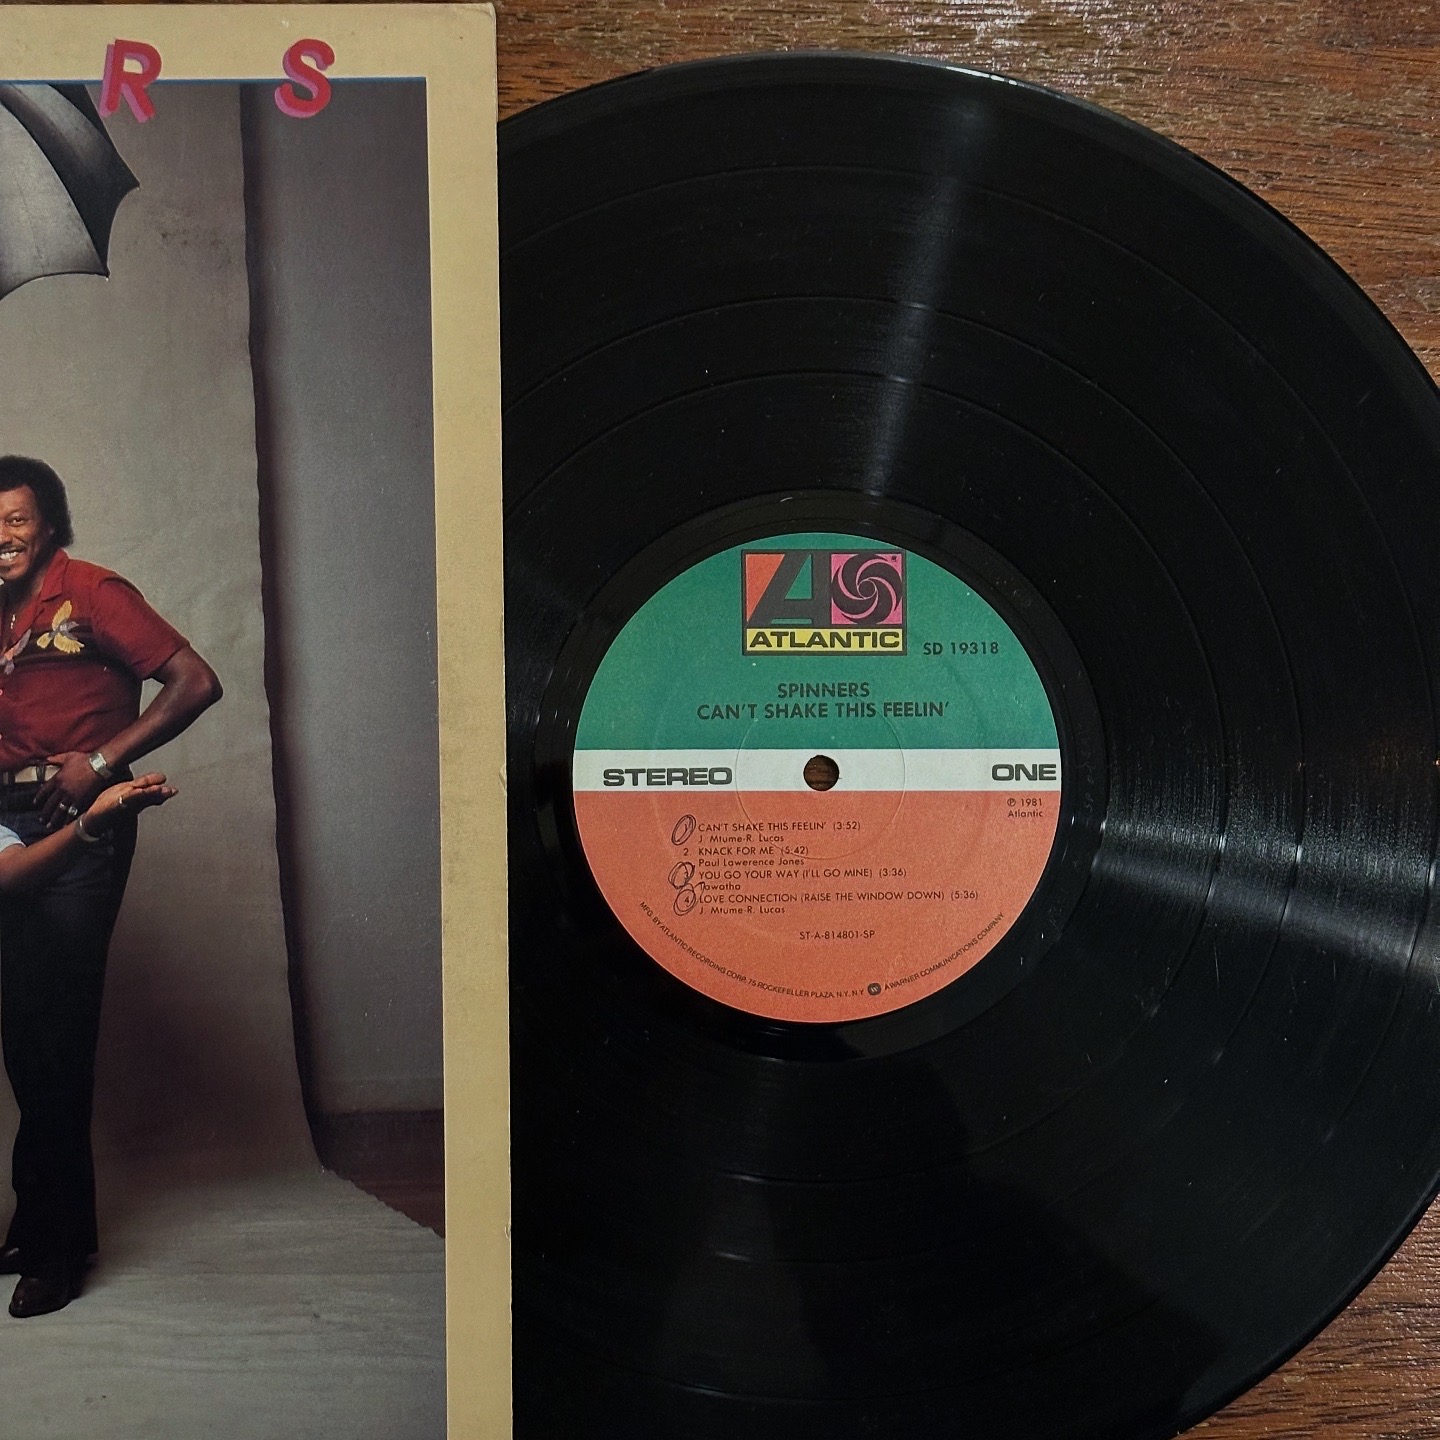 RS
ATLANTIC
SD 19318
SPINNERS
CAN'T SHAKE THIS FEELIN'
STEREO
ONE
℗ 1981
Atlantic
1 CAN'T SHAKE THIS FEELIN' (3:52)
J. Mtume-R. Lucas
2. KNACK FOR ME (5:42)
Paul Lawerence Jones
YOU GO YOUR WAY (I'LL GO MINE) (3:36)
Tawatha
4 LOVE CONNECTION (RAISE THE WINDOW DOWN) (5:36)
J. Mtume-R. Lucas
ST-A-814801-SP
MFG. BY ATLANTIC RECORDING CORP., 75 ROCKEFELLER PLAZA, N.Y., N.Y. W A WARNER COMMUNICATIONS COMPANY